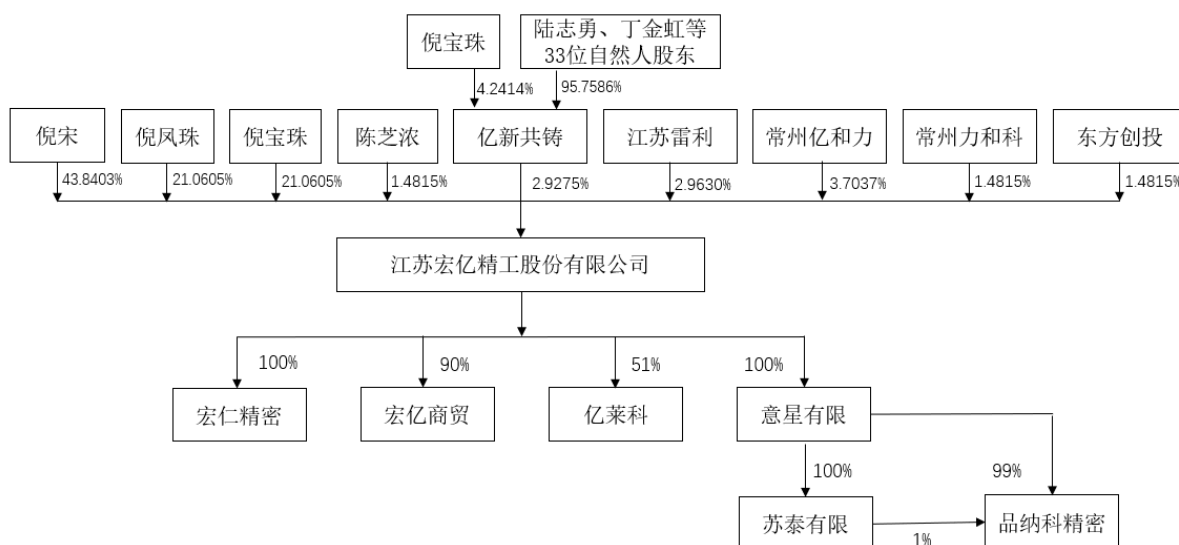 倪宝珠
陆志勇、丁金虹等
33位自然人股东
4.2414%
95.7586%
倪宋
倪凤珠
倪宝珠
陈芝浓
亿新共铸
江苏雷利
常州亿和力
常州力和科
东方创投
43.8403%
21.0605%
21.0605%
1.4815%
2.9275%
2.9630%
3.7037%
1.4815%
1.4815%
江苏宏亿精工股份有限公司
100%
90%
51%
100%
宏仁精密
宏亿商贸
亿莱科
意星有限
100%
99%
苏泰有限
品纳科精密
1%